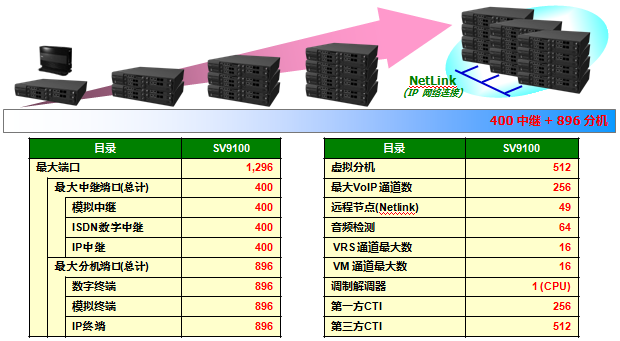 NetLink
(IP 网络连接)
400 中继 + 896 分机
目录 SV9100
最大端口 1,296
最大中继端口(总计) 400
模拟中继 400
ISDN数字中继 400
IP中继 400
最大分机端口(总计) 896
数字终端 896
模拟终端 896
IP终端 896
目录 SV9100
虚拟分机 512
最大VoIP通道数 256
远程节点(Netlink) 49
音频检测 64
VRS通道最大数 16
VM通道最大数 16
调制解调器 1 (CPU)
第一方CTI 256
第三方CTI 512